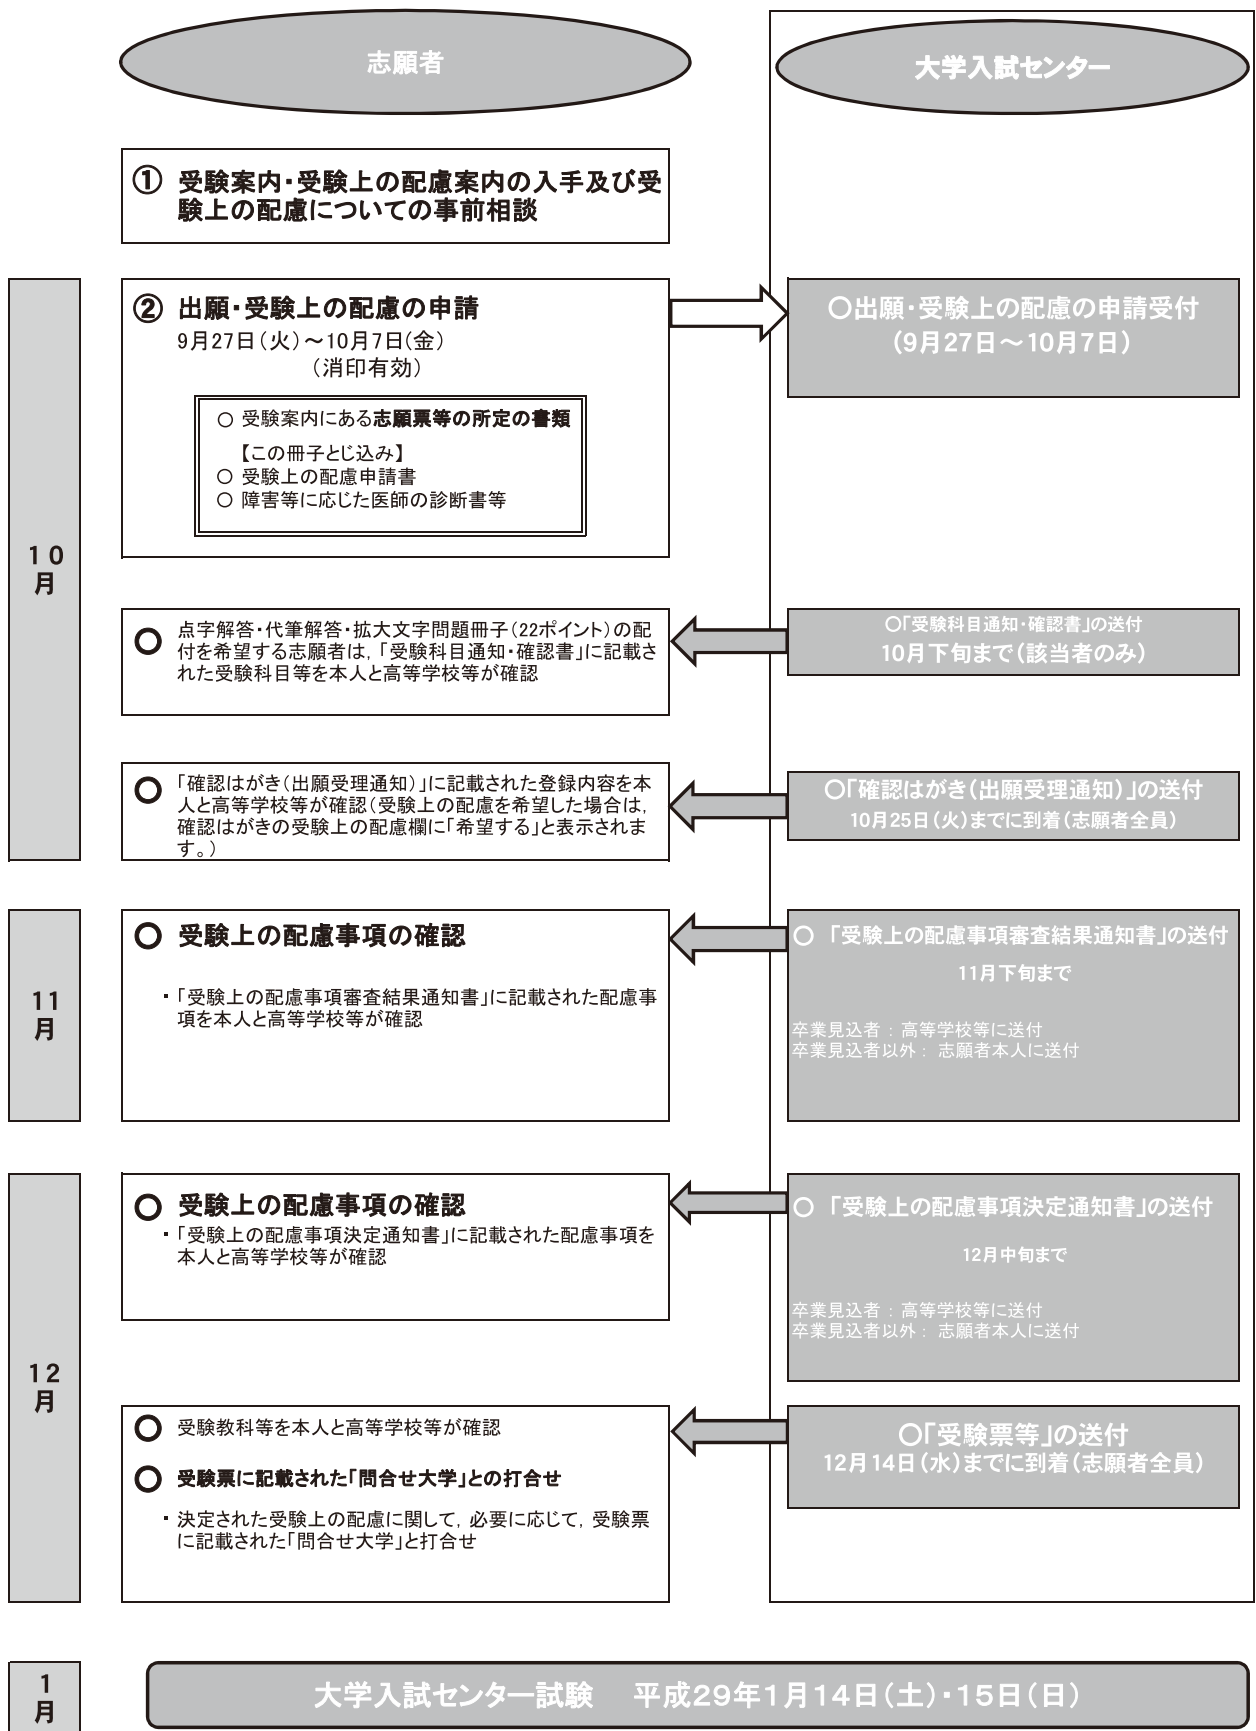 志願者
大学入試センター
① 受験案内・受験上の配慮案内の入手及び受
験上の配慮についての事前相談
10
月
② 出願・受験上の配慮の申請
9月27日（火）～10月7日（金）
（消印有効）
○ 受験案内にある志願票等の所定の書類
【この冊子とじ込み】
○ 受験上の配慮申請書
○ 障害等に応じた医師の診断書等
○出願・受験上の配慮の申請受付
（9月27日～10月7日）
○ 点字解答・代筆解答・拡大文字問題冊子（22ポイント）の配
付を希望する志願者は，「受験科目通知・確認書」に記載さ
れた受験科目等を本人と高等学校等が確認
○「受験科目通知・確認書」の送付
10月下旬まで（該当者のみ）
○ 「確認はがき（出願受理通知）」に記載された登録内容を本
人と高等学校等が確認（受験上の配慮を希望した場合は，
確認はがきの受験上の配慮欄に「希望する」と表示されま
す。）
○「確認はがき（出願受理通知）」の送付
10月25日（火）までに到着（志願者全員）
11
月
○ 受験上の配慮事項の確認
・「受験上の配慮事項審査結果通知書」に記載された配慮事
項を本人と高等学校等が確認
○ 「受験上の配慮事項審査結果通知書」の送付
11月下旬まで
卒業見込者 ： 高等学校等に送付
卒業見込者以外 ： 志願者本人に送付
12
月
○ 受験上の配慮事項の確認
・「受験上の配慮事項決定通知書」に記載された配慮事項を
本人と高等学校等が確認
○ 「受験上の配慮事項決定通知書」の送付
12月中旬まで
卒業見込者 ： 高等学校等に送付
卒業見込者以外 ： 志願者本人に送付
○ 受験教科等を本人と高等学校等が確認
○ 受験票に記載された「問合せ大学」との打合せ
・決定された受験上の配慮に関して，必要に応じて，受験票
に記載された「問合せ大学」と打合せ
○「受験票等」の送付
12月14日（水）までに到着（志願者全員）
1
月
大学入試センター試験 平成29年1月14日（土）・15日（日）